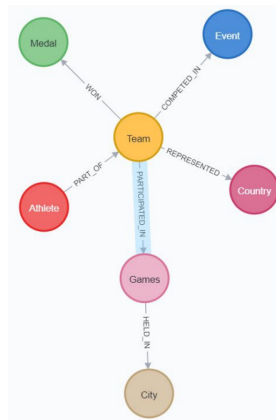 Medal
Event
WON
COMPETED_IN
Team
PART_OF
REPRESENTED
Athlete
PARTICIPATED_IN
Country
Games
HELD_IN
City